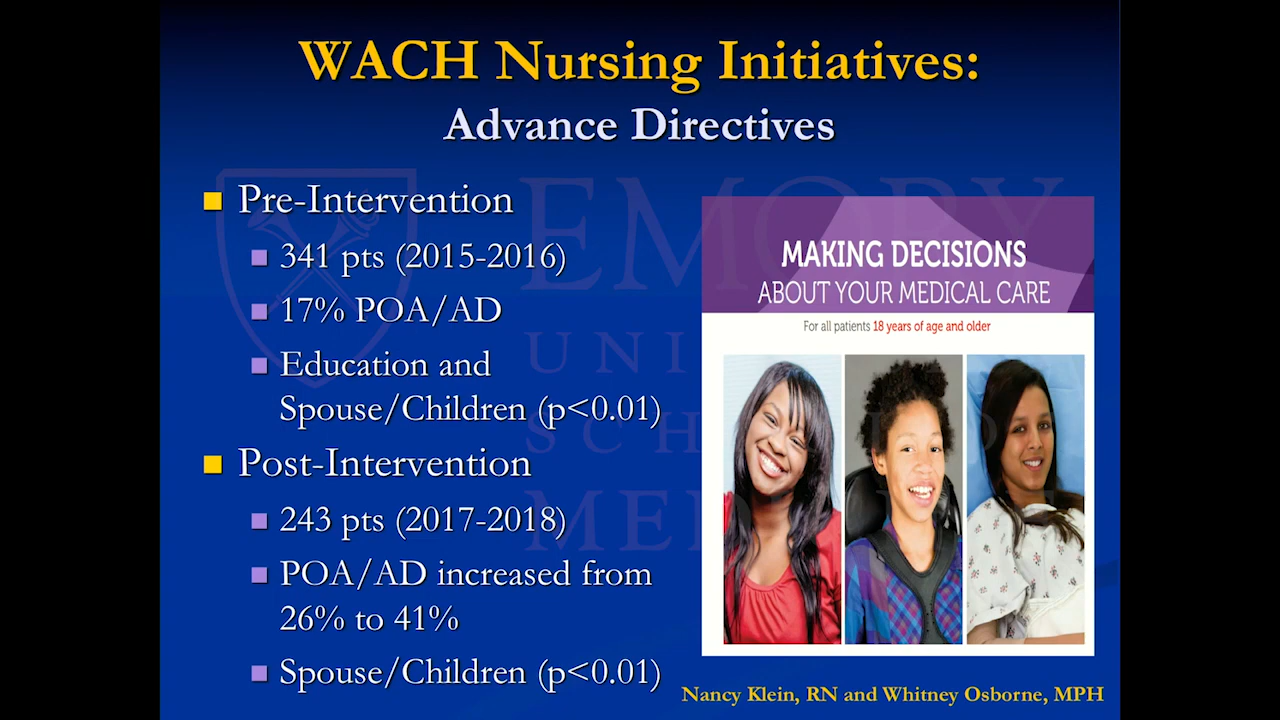 WACH Nursing Initiatives:
Advance Directives
Pre-Intervention
341 pts (2015-2016)
17% POA/AD
Education and
Spouse/Children (p<0.01)
Post-Intervention
243 pts (2017-2018)
POA/AD increased from
26% to 41%
Spouse/Children (p<0.01)
MAKING DECISIONS
ABOUT YOUR MEDICAL CARE
For all patients 18 years of age and older
Nancy Klein, RN and Whitney Osborne, MPH
EMORY